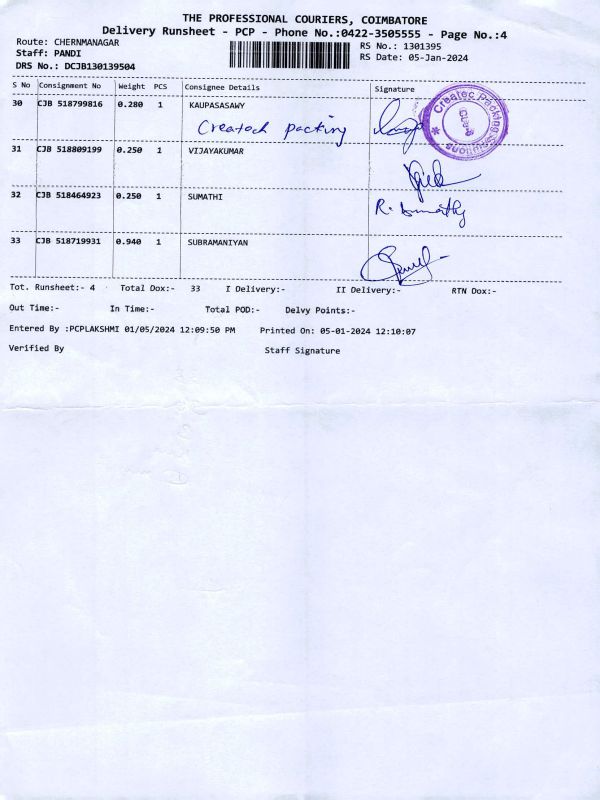 THE PROFESSIONAL COURIERS, COIMBATORE
Delivery Runsheet - PCP - Phone No.:0422-3505555 - Page No.:4
Route: CHERNMANAGAR
RS No.: 1301395
Staff: PANDI
RS Date: 05-Jan-2024
DRS No.: DCJB130139504
S No Consignment No Weight PCS Consignee Details Signature
30 CJB 518799816 0.280 1 KAUPASASAWY
Createch packing
Createc Packing Solutions
31 CJB 518809199 0.250 1 VIJAYAKUMAR
32 CJB 518464923 0.250 1 SUMATHI
R. Sumathy
33 CJB 518719931 0.940 1 SUBRAMANIYAN
Tot. Runsheet:- 4 Total Dox:- 33 I Delivery:- II Delivery:- RTN Dox:-
Out Time:- In Time:- Total POD:- Delvy Points:-
Entered By :PCPLAKSHMI 01/05/2024 12:09:50 PM Printed On: 05-01-2024 12:10:07
Verified By Staff Signature